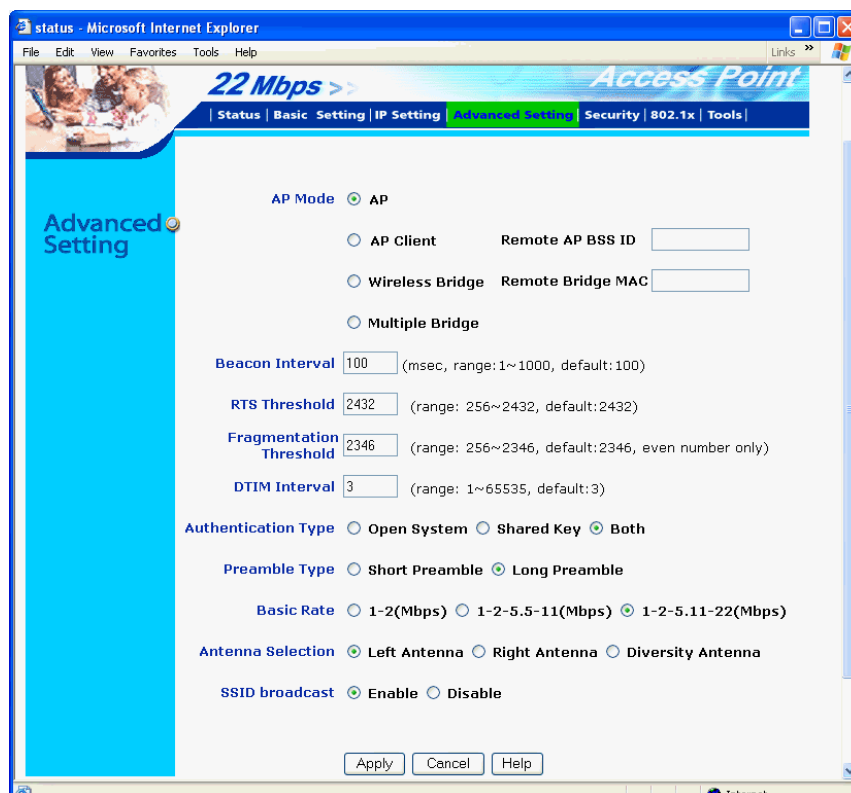 status - Microsoft Internet Explorer
File Edit View Favorites Tools Help Links »
22 Mbps >> Access Point
| Status | Basic Setting | IP Setting | Advanced Setting | Security | 802.1x | Tools |
Advanced
Setting
AP Mode AP
AP Client Remote AP BSS ID
Wireless Bridge Remote Bridge MAC
Multiple Bridge
Beacon Interval 100 (msec, range:1~1000, default:100)
RTS Threshold 2432 (range: 256~2432, default:2432)
Fragmentation
Threshold 2346 (range: 256~2346, default:2346, even number only)
DTIM Interval 3 (range: 1~65535, default:3)
Authentication Type Open System Shared Key Both
Preamble Type Short Preamble Long Preamble
Basic Rate 1-2(Mbps) 1-2-5.5-11(Mbps) 1-2-5.11-22(Mbps)
Antenna Selection Left Antenna Right Antenna Diversity Antenna
SSID broadcast Enable Disable
Apply Cancel Help
Internet